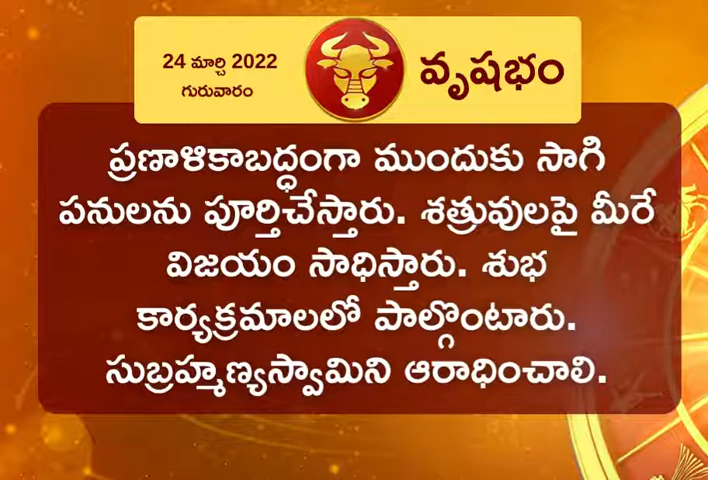 24 మార్చి 2022
గురువారం
వృషభం
ప్రణాళికాబద్ధంగా ముందుకు సాగి
పనులను పూర్తిచేస్తారు. శత్రువులపై మీరే
విజయం సాధిస్తారు. శుభ
కార్యక్రమాలలో పాల్గొంటారు.
సుబ్రహ్మణ్యస్వామిని ఆరాధించాలి.